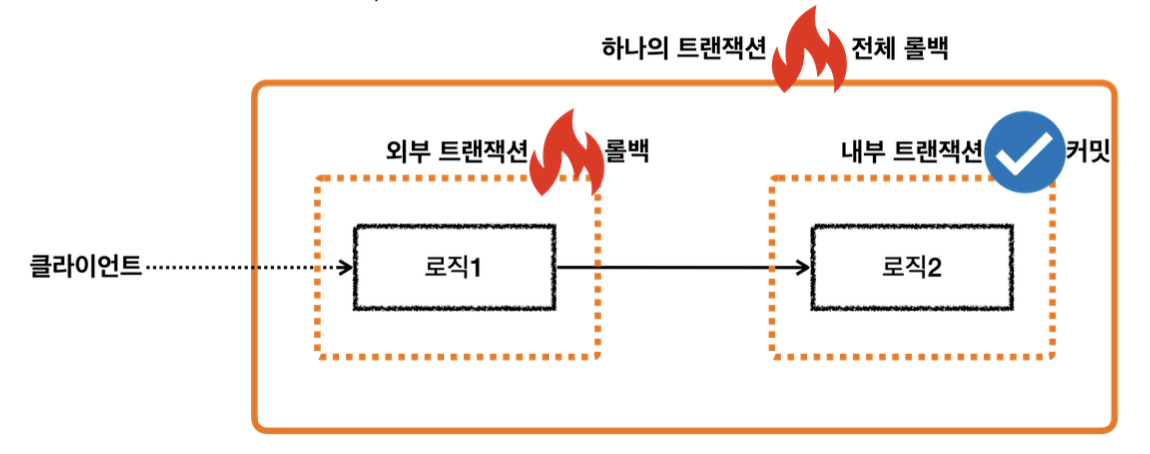 하나의 트랜잭션 전체 롤백
외부 트랜잭션 롤백
내부 트랜잭션 커밋
클라이언트
로직1
로직2